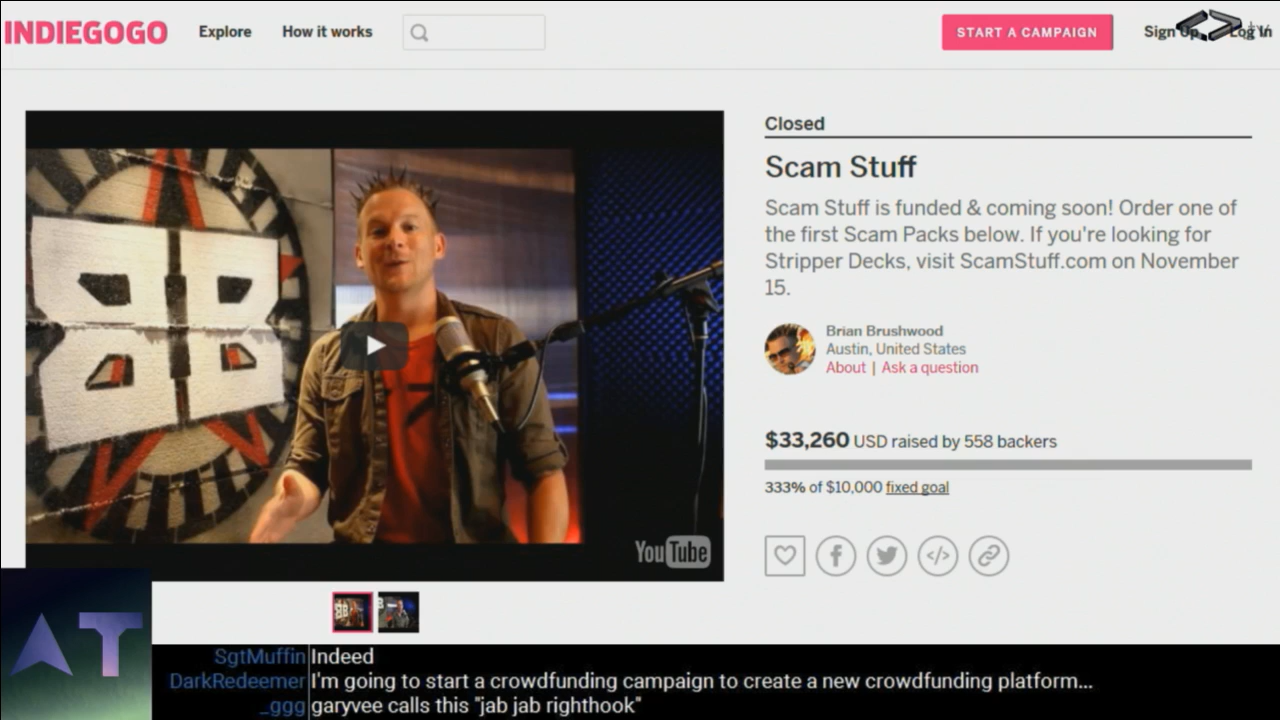 INDIEGOGO Explore How it works START A CAMPAIGN Sign Up Log In
Closed
Scam Stuff
Scam Stuff is funded & coming soon! Order one of
the first Scam Packs below. If you're looking for
Stripper Decks, visit ScamStuff.com on November
15.
Brian Brushwood
Austin, United States
About | Ask a question
$33,260 USD raised by 558 backers
333% of $10,000 fixed goal
YouTube
AT
SgtMuffin Indeed
DarkRedeemer I'm going to start a crowdfunding campaign to create a new crowdfunding platform...
_ggg garyvee calls this "jab jab righthook"